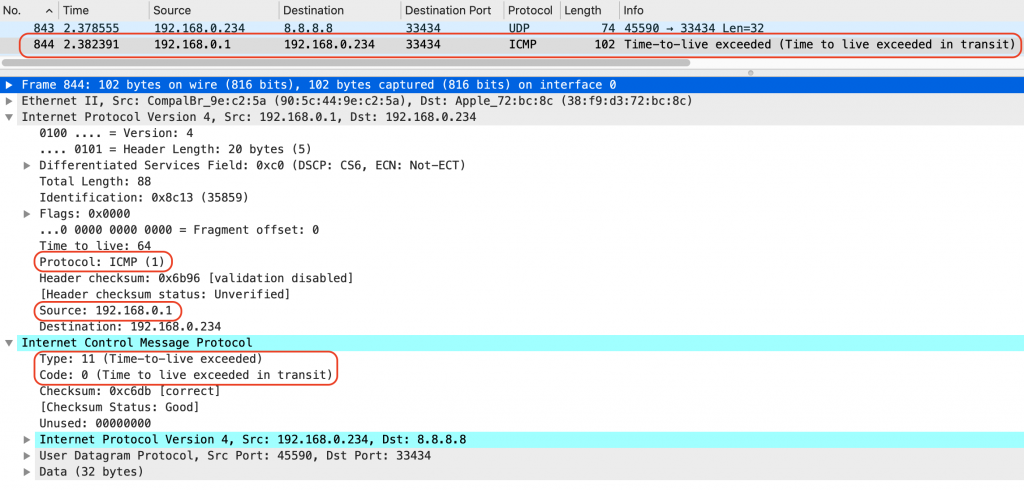 No. Time Source Destination Destination Port Protocol Length Info
843 2.378555 192.168.0.234 8.8.8.8 33434 UDP 74 45590 → 33434 Len=32
844 2.382391 192.168.0.1 192.168.0.234 33434 ICMP 102 Time-to-live exceeded (Time to live exceeded in transit)
Frame 844: 102 bytes on wire (816 bits), 102 bytes captured (816 bits) on interface 0
Ethernet II, Src: CompalBr_9e:c2:5a (90:5c:44:9e:c2:5a), Dst: Apple_72:bc:8c (38:f9:d3:72:bc:8c)
Internet Protocol Version 4, Src: 192.168.0.1, Dst: 192.168.0.234
0100 .... = Version: 4
.... 0101 = Header Length: 20 bytes (5)
Differentiated Services Field: 0xc0 (DSCP: CS6, ECN: Not-ECT)
Total Length: 88
Identification: 0x8c13 (35859)
Flags: 0x0000
...0 0000 0000 0000 = Fragment offset: 0
Time to live: 64
Protocol: ICMP (1)
Header checksum: 0x6b96 [validation disabled]
[Header checksum status: Unverified]
Source: 192.168.0.1
Destination: 192.168.0.234
Internet Control Message Protocol
Type: 11 (Time-to-live exceeded)
Code: 0 (Time to live exceeded in transit)
Checksum: 0xc6db [correct]
[Checksum Status: Good]
Unused: 00000000
Internet Protocol Version 4, Src: 192.168.0.234, Dst: 8.8.8.8
User Datagram Protocol, Src Port: 45590, Dst Port: 33434
Data (32 bytes)